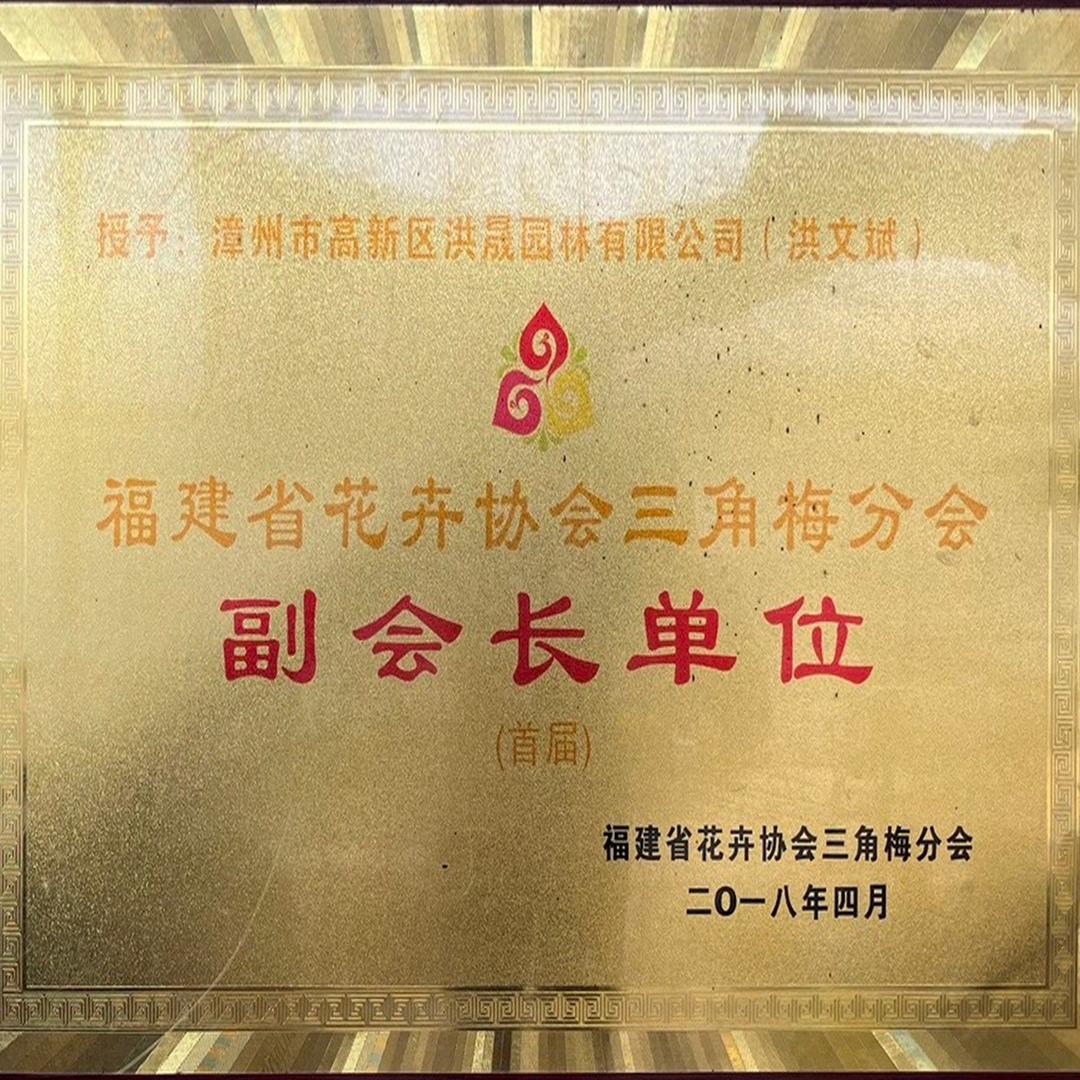 授予：漳州市高新区洪晟园林有限公司（洪文斌）
福建省花卉协会三角梅分会
副会长单位
(首届)
福建省花卉协会三角梅分会
二O一八年四月